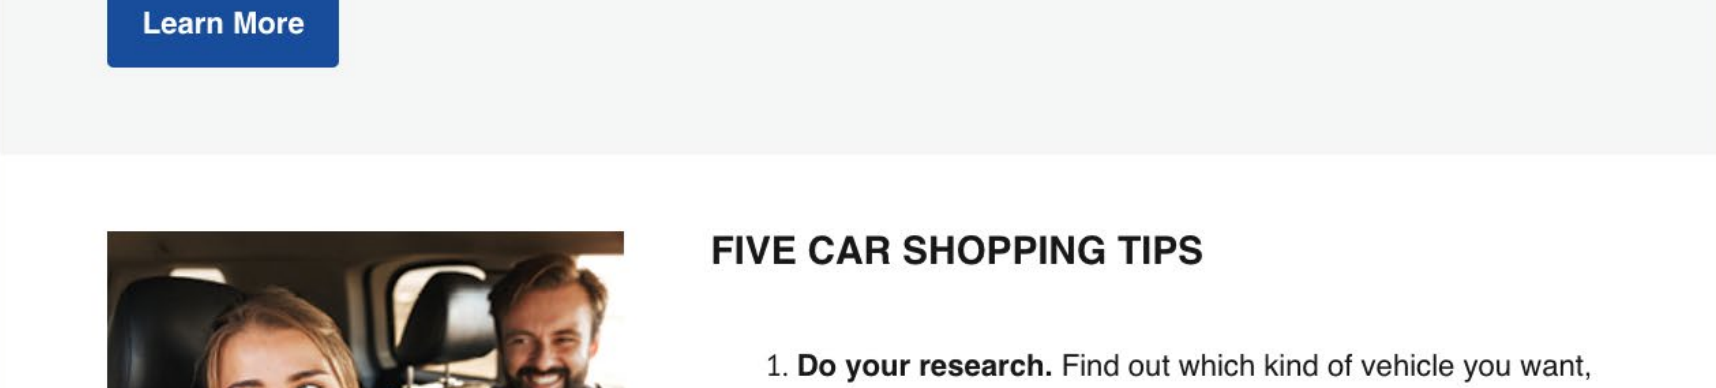 Learn More
FIVE CAR SHOPPING TIPS
1. Do your research. Find out which kind of vehicle you want,